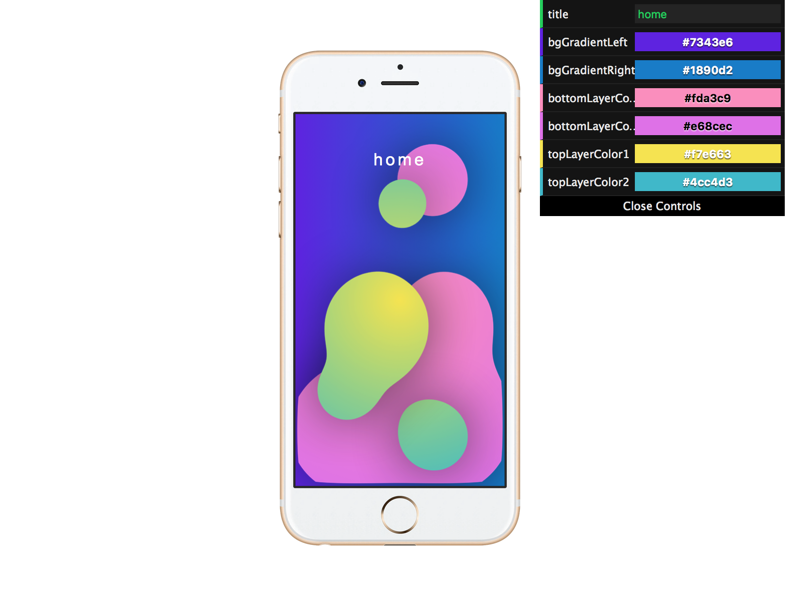 title home
bgGradientLeft #7343e6
bgGradientRight #1890d2
bottomLayerCo.. #fda3c9
bottomLayerCo.. #e68cec
topLayerColor1 #f7e663
topLayerColor2 #4cc4d3
Close Controls
home